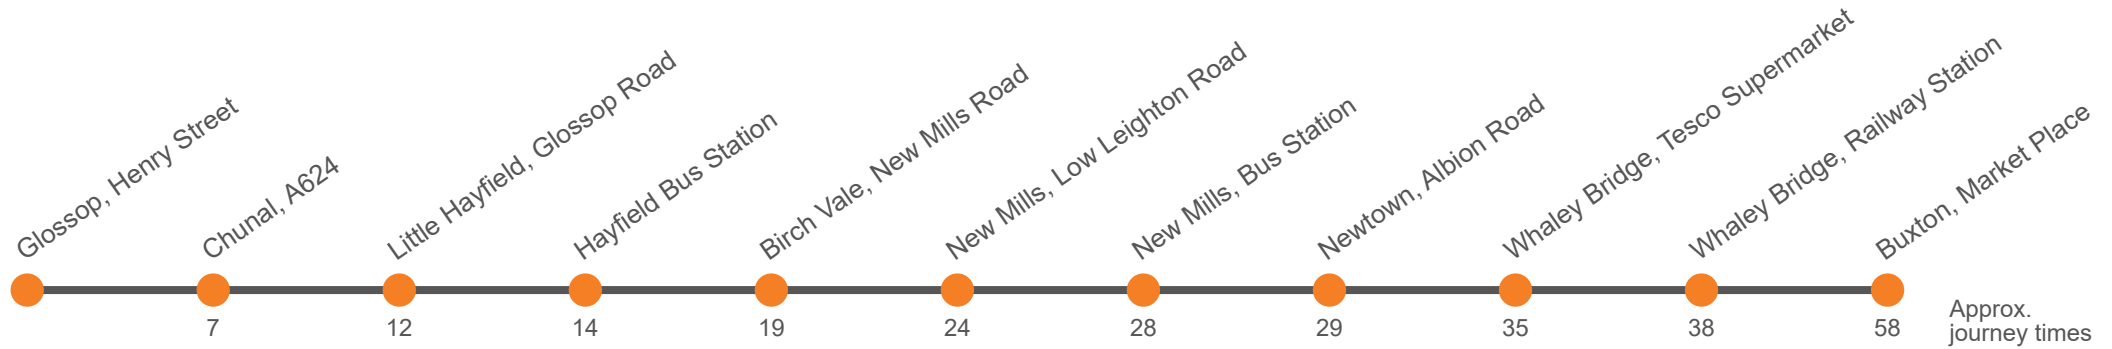 Glossop, Henry Street
Chunal, A624
Little Hayfield, Glossop Road
Hayfield Bus Station
Birch Vale, New Mills Road
New Mills, Low Leighton Road
New Mills, Bus Station
Newtown, Albion Road
Whaley Bridge, Tesco Supermarket
Whaley Bridge, Railway Station
Buxton, Market Place
7 12 14 19 24 28 29 35 38 58
Approx.
journey times